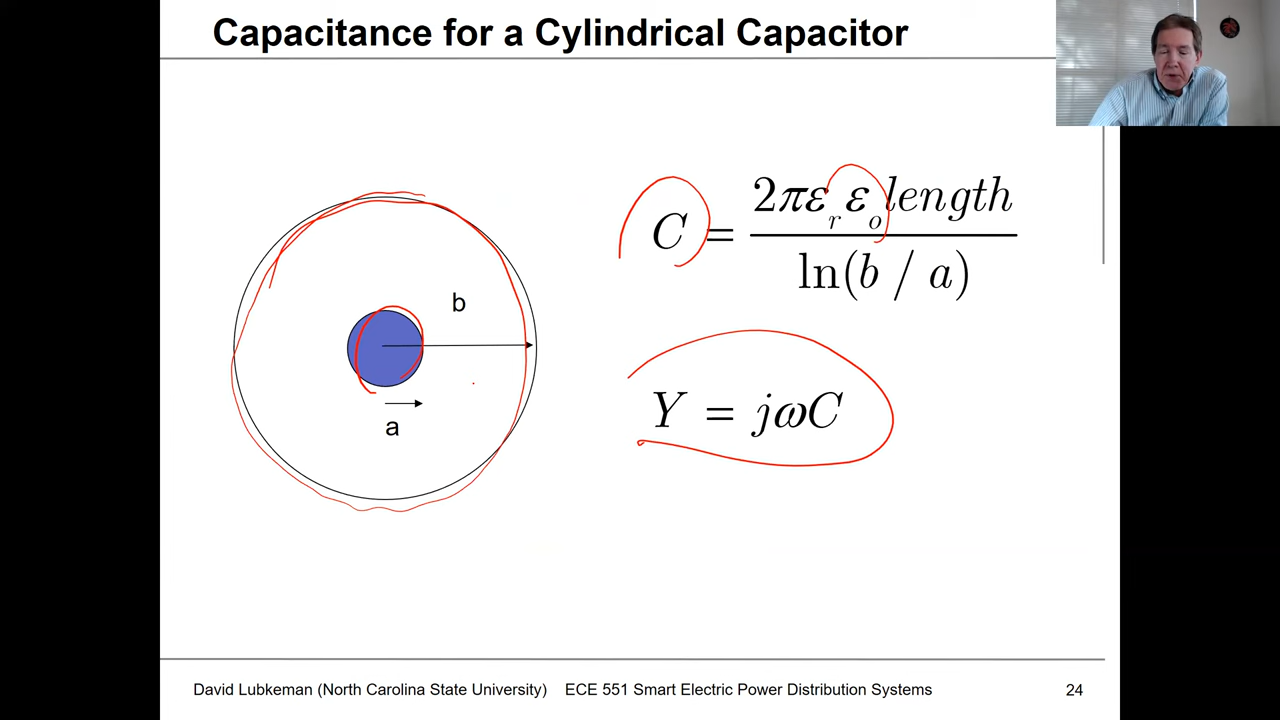 Capacitance for a Cylindrical Capacitor
C = 2πε_r ε_o length / ln(b / a)
b
a
Y = jωC
David Lubkeman (North Carolina State University) ECE 551 Smart Electric Power Distribution Systems 24